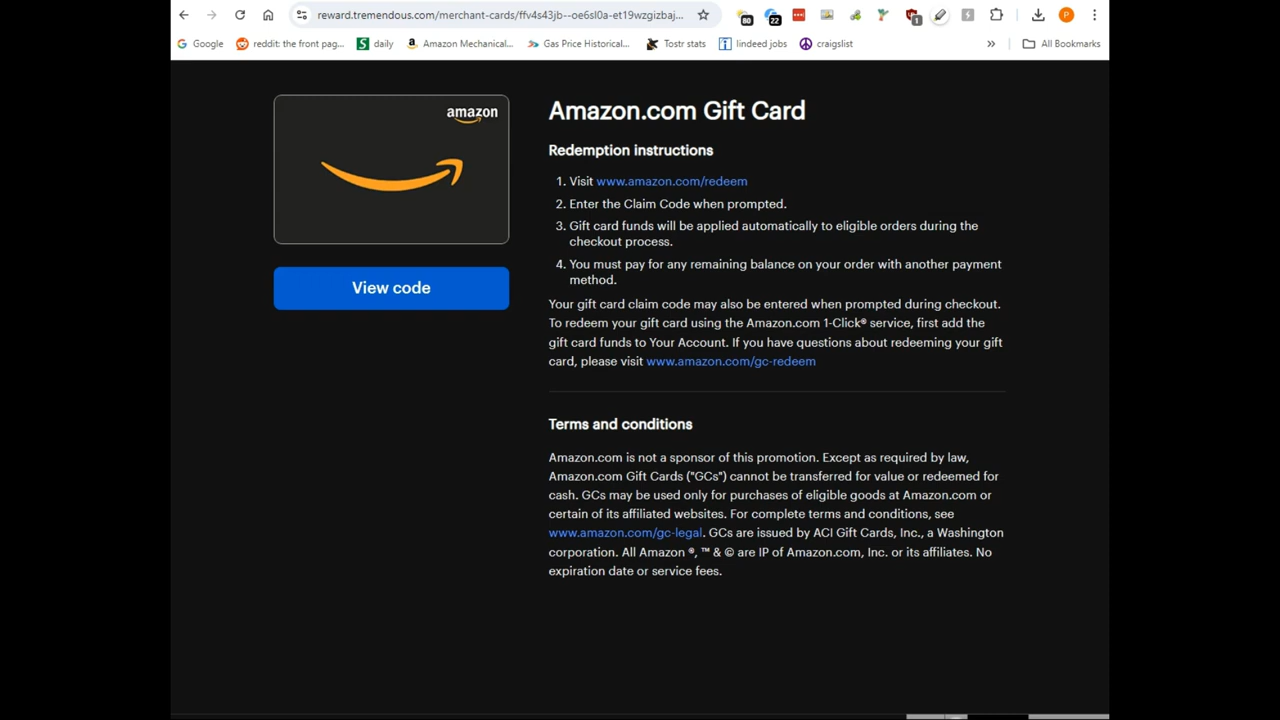 reward.tremendous.com/merchant-cards/ffv4s43jb--oe6sl0a-et19wzgizbaj...
80
22
1
P
Google
reddit: the front pag...
daily
Amazon Mechanical...
Gas Price Historical...
Tostr stats
lindeed jobs
craigslist
»
All Bookmarks
amazon
View code
Amazon.com Gift Card
Redemption instructions
1. Visit www.amazon.com/redeem
2. Enter the Claim Code when prompted.
3. Gift card funds will be applied automatically to eligible orders during the
checkout process.
4. You must pay for any remaining balance on your order with another payment
method.
Your gift card claim code may also be entered when prompted during checkout.
To redeem your gift card using the Amazon.com 1-Click® service, first add the
gift card funds to Your Account. If you have questions about redeeming your gift
card, please visit www.amazon.com/gc-redeem
Terms and conditions
Amazon.com is not a sponsor of this promotion. Except as required by law,
Amazon.com Gift Cards ("GCs") cannot be transferred for value or redeemed for
cash. GCs may be used only for purchases of eligible goods at Amazon.com or
certain of its affiliated websites. For complete terms and conditions, see
www.amazon.com/gc-legal. GCs are issued by ACI Gift Cards, Inc., a Washington
corporation. All Amazon ®, ™ & © are IP of Amazon.com, Inc. or its affiliates. No
expiration date or service fees.